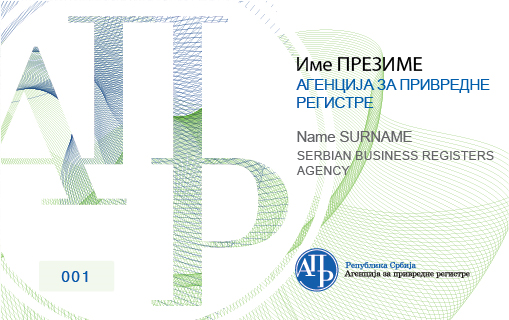 АПР
Име ПРЕЗИМЕ
АГЕНЦИЈА ЗА ПРИВРЕДНЕ
РЕГИСТРЕ
Name SURNAME
SERBIAN BUSINESS REGISTERS
AGENCY
001
АПР
Република Србија
Агенција за привредне регистре